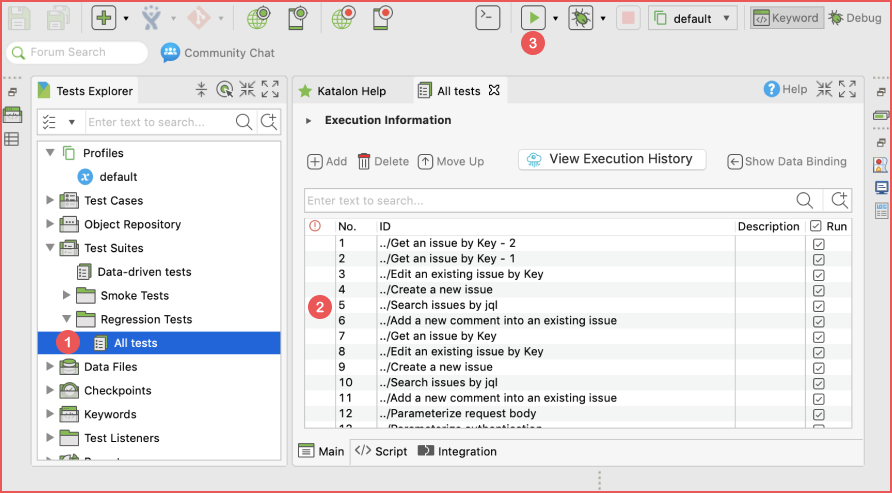 default
Keyword
Debug
3
Forum Search
Community Chat
Tests Explorer
Katalon Help
All tests
Help
Enter text to search...
Execution Information
Profiles
x default
Test Cases
Object Repository
Test Suites
Data-driven tests
Smoke Tests
Regression Tests
1
All tests
Data Files
Checkpoints
Keywords
Test Listeners
Add
Delete
Move Up
View Execution History
Show Data Binding
Enter text to search...
No. ID Description Run
1 ../Get an issue by Key - 2
2 ../Get an issue by Key - 1
3 ../Edit an existing issue by Key
4 ../Create a new issue
2
5 ../Search issues by jql
6 ../Add a new comment into an existing issue
7 ../Get an issue by Key
8 ../Edit an existing issue by Key
9 ../Create a new issue
10 ../Search issues by jql
11 ../Add a new comment into an existing issue
12 ../Parameterize request body
13 ../Parameterize authentication
Main
</> Script
Integration